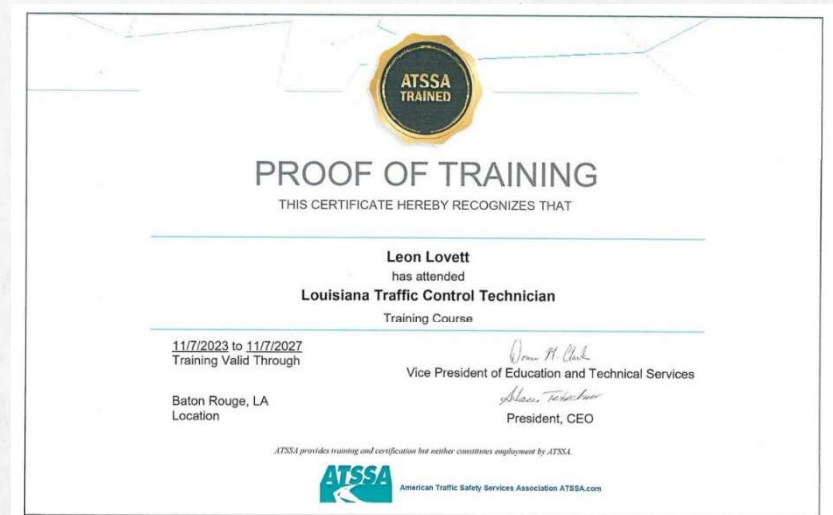 ATSSA
TRAINED
PROOF OF TRAINING
THIS CERTIFICATE HEREBY RECOGNIZES THAT
Leon Lovett
has attended
Louisiana Traffic Control Technician
Training Course
11/7/2023 to 11/7/2027
Training Valid Through
Vice President of Education and Technical Services
Baton Rouge, LA
Location
President, CEO
ATSSA provides training and certification but neither constitutes employment by ATSSA.
ATSSA
American Traffic Safety Services Association ATSSA.com